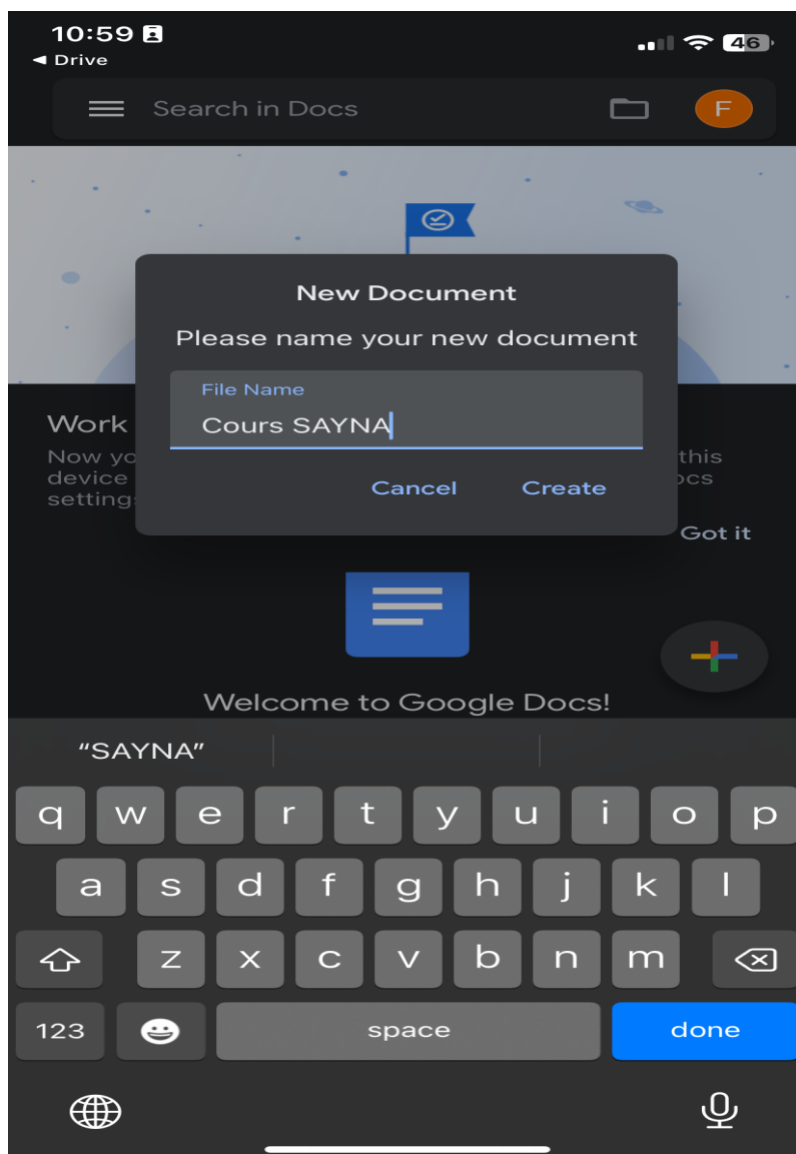 10:59
46
◀ Drive
Search in Docs
F
New Document
Please name your new document
File Name
Cours SAYNA
Cancel Create
Work
Now yo this
device ocs
setting
Got it
Welcome to Google Docs!
“SAYNA”
q w e r t y u i o p
a s d f g h j k l
z x c v b n m
123 space done